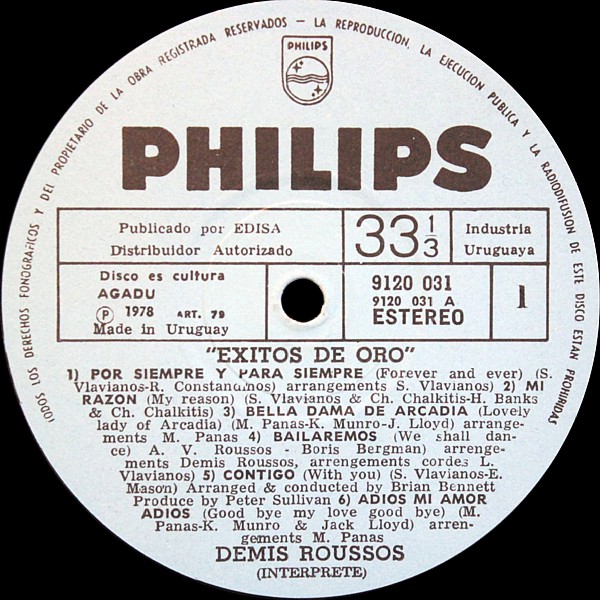 TODOS LOS DERECHOS FONOGRAFICOS Y DEL PROPIETARIO DE LA OBRA REGISTRADA RESERVADOS — LA REPRODUCCION, LA EJECUCION PUBLICA Y LA RADIODIFUSION DE ESTE DISCO ESTAN PROHIBIDAS
PHILIPS
PHILIPS
Publicado por EDISA
Distribuidor Autorizado
33 1/3
Industria
Uruguaya
Disco es cultura
AGADU
Ⓟ 1978 ART. 79
Made in Uruguay
9120 031
9120 031 A
ESTEREO
1
"EXITOS DE ORO"
1) POR SIEMPRE Y PARA SIEMPRE (Forever and ever) (S.
Vlavianos-R. Constandinos) arrangements S. Vlavianos) 2) MI
RAZON (My reason) (S. Vlavianos & Ch. Chalkitis-H. Banks
& Ch. Chalkitis) 3) BELLA DAMA DE ARCADIA (Lovely
lady of Arcadia) (M. Panas-K. Munro-J. Lloyd) arrange-
ments M. Panas 4) BAILAREMOS (We shall dan-
ce) A. V. Roussos - Boris Bergman) arrange-
ments Demis Roussos, arrangements cordes L.
Vlavianos) 5) CONTIGO (With you) (S. Vlavianos-E.
Mason) Arranged & conducted by Brian Bennett
Produce by Peter Sullivan 6) ADIOS MI AMOR
ADIOS (Good bye my love good bye) (M.
Panas-K. Munro & Jack Lloyd) arren-
gements M. Panas
DEMIS ROUSSOS
(INTERPRETE)